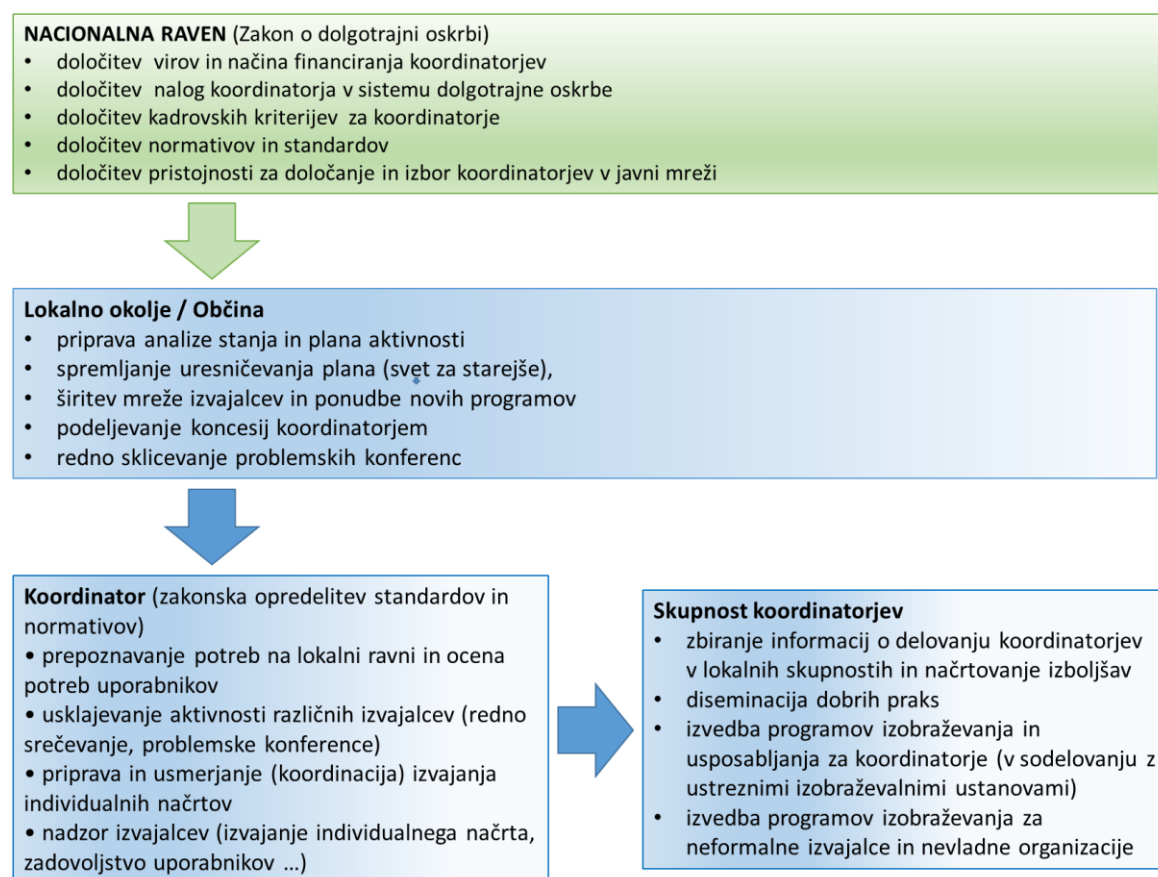 NACIONALNA RAVEN (Zakon o dolgotrajni oskrbi)
• določitev virov in načina financiranja koordinatorjev
• določitev nalog koordinatorja v sistemu dolgotrajne oskrbe
• določitev kadrovskih kriterijev za koordinatorje
• določitev normativov in standardov
• določitev pristojnosti za določanje in izbor koordinatorjev v javni mreži
Lokalno okolje / Občina
• priprava analize stanja in plana aktivnosti
• spremljanje uresničevanja plana (svet za starejše),
• širitev mreže izvajalcev in ponudbe novih programov
• podeljevanje koncesij koordinatorjem
• redno sklicevanje problemskih konferenc
Koordinator (zakonska opredelitev standardov in
normativov)
• prepoznavanje potreb na lokalni ravni in ocena
potreb uporabnikov
• usklajevanje aktivnosti različnih izvajalcev (redno
srečevanje, problemske konference)
• priprava in usmerjanje (koordinacija) izvajanja
individualnih načrtov
• nadzor izvajalcev (izvajanje individualnega načrta,
zadovoljstvo uporabnikov ...)
Skupnost koordinatorjev
• zbiranje informacij o delovanju koordinatorjev
v lokalnih skupnostih in načrtovanje izboljšav
• diseminacija dobrih praks
• izvedba programov izobraževanja in
usposabljanja za koordinatorje (v sodelovanju z
ustreznimi izobraževalnimi ustanovami)
• izvedba programov izobraževanja za
neformalne izvajalce in nevladne organizacije